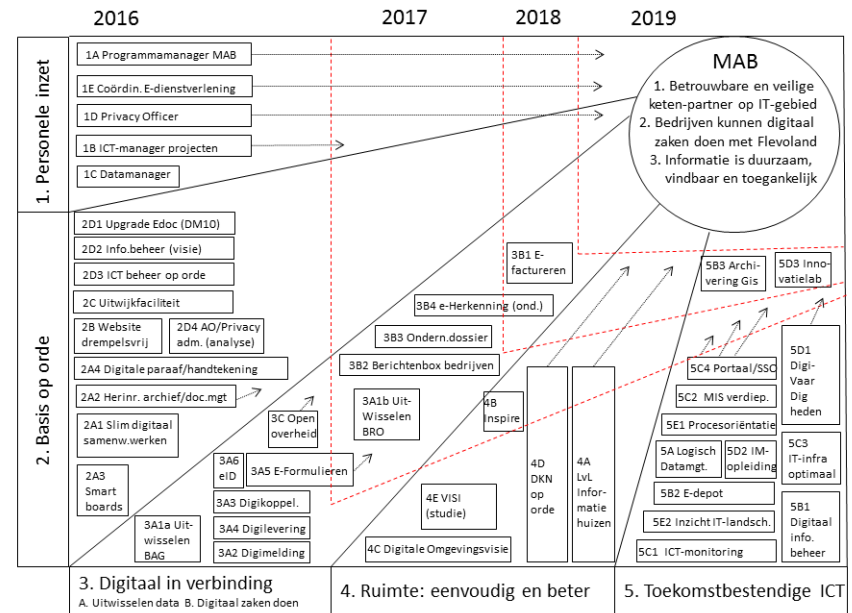 2016
2017
2018
2019
1. Personele inzet
1A Programmamanager MAB
1E Coördin. E-dienstverlening
1D Privacy Officer
1B ICT-manager projecten
1C Datamanager
MAB
1. Betrouwbare en veilige
keten-partner op IT-gebied
2. Bedrijven kunnen digitaal
zaken doen met Flevoland
3. Informatie is duurzaam,
vindbaar en toegankelijk
2. Basis op orde
2D1 Upgrade Edoc (DM10)
2D2 Info.beheer (visie)
2D3 ICT beheer op orde
2C Uitwijkfaciliteit
2B Website
drempelsvrij
2D4 AO/Privacy
adm. (analyse)
2A4 Digitale paraaf/handtekening
2A2 Herinr. archief/doc.mgt
2A1 Slim digitaal
samenw.werken
2A3
Smart
boards
3A1a Uit-
wisselen
BAG
3C Open
overheid
3A6
eID
3A5 E-Formulieren
3A3 Digikoppel.
3A4 Digilevering
3A2 Digimelding
3B1 E-
factureren
3B4 e-Herkenning (ond.)
3B3 Ondern.dossier
3B2 Berichtenbox bedrijven
3A1b Uit-
Wisselen
BRO
4B
Inspire
4E VISI
(studie)
4C Digitale Omgevingsvisie
4D
DKN
op
orde
4A
LvL
Infor-
matie
huizen
5B3 Archi-
vering Gis
5D3 Inno-
vatielab
5C4 Portaal/SSO
5C2 MIS verdiep.
5E1 Procesoriëntatie
5A Logisch
Datamgt.
5D2 IM-
opleiding
5B2 E-depot
5E2 Inzicht IT-landsch.
5C1 ICT-monitoring
5D1
Digi-
Vaar
Dig
heden
5C3
IT-infra
optimaal
5B1
Digitaal
info.
beheer
3. Digitaal in verbinding
A. Uitwisselen data B. Digitaal zaken doen
4. Ruimte: eenvoudig en beter
5. Toekomstbestendige ICT